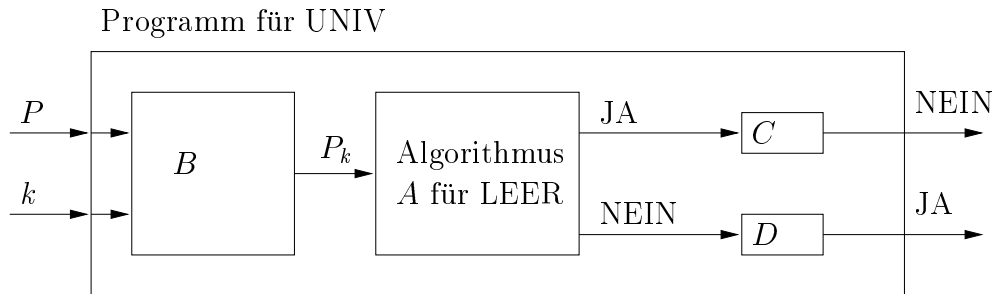 Programm für UNIV
P
k
B
P_k
Algorithmus
A für LEER
JA
NEIN
C
D
NEIN
JA